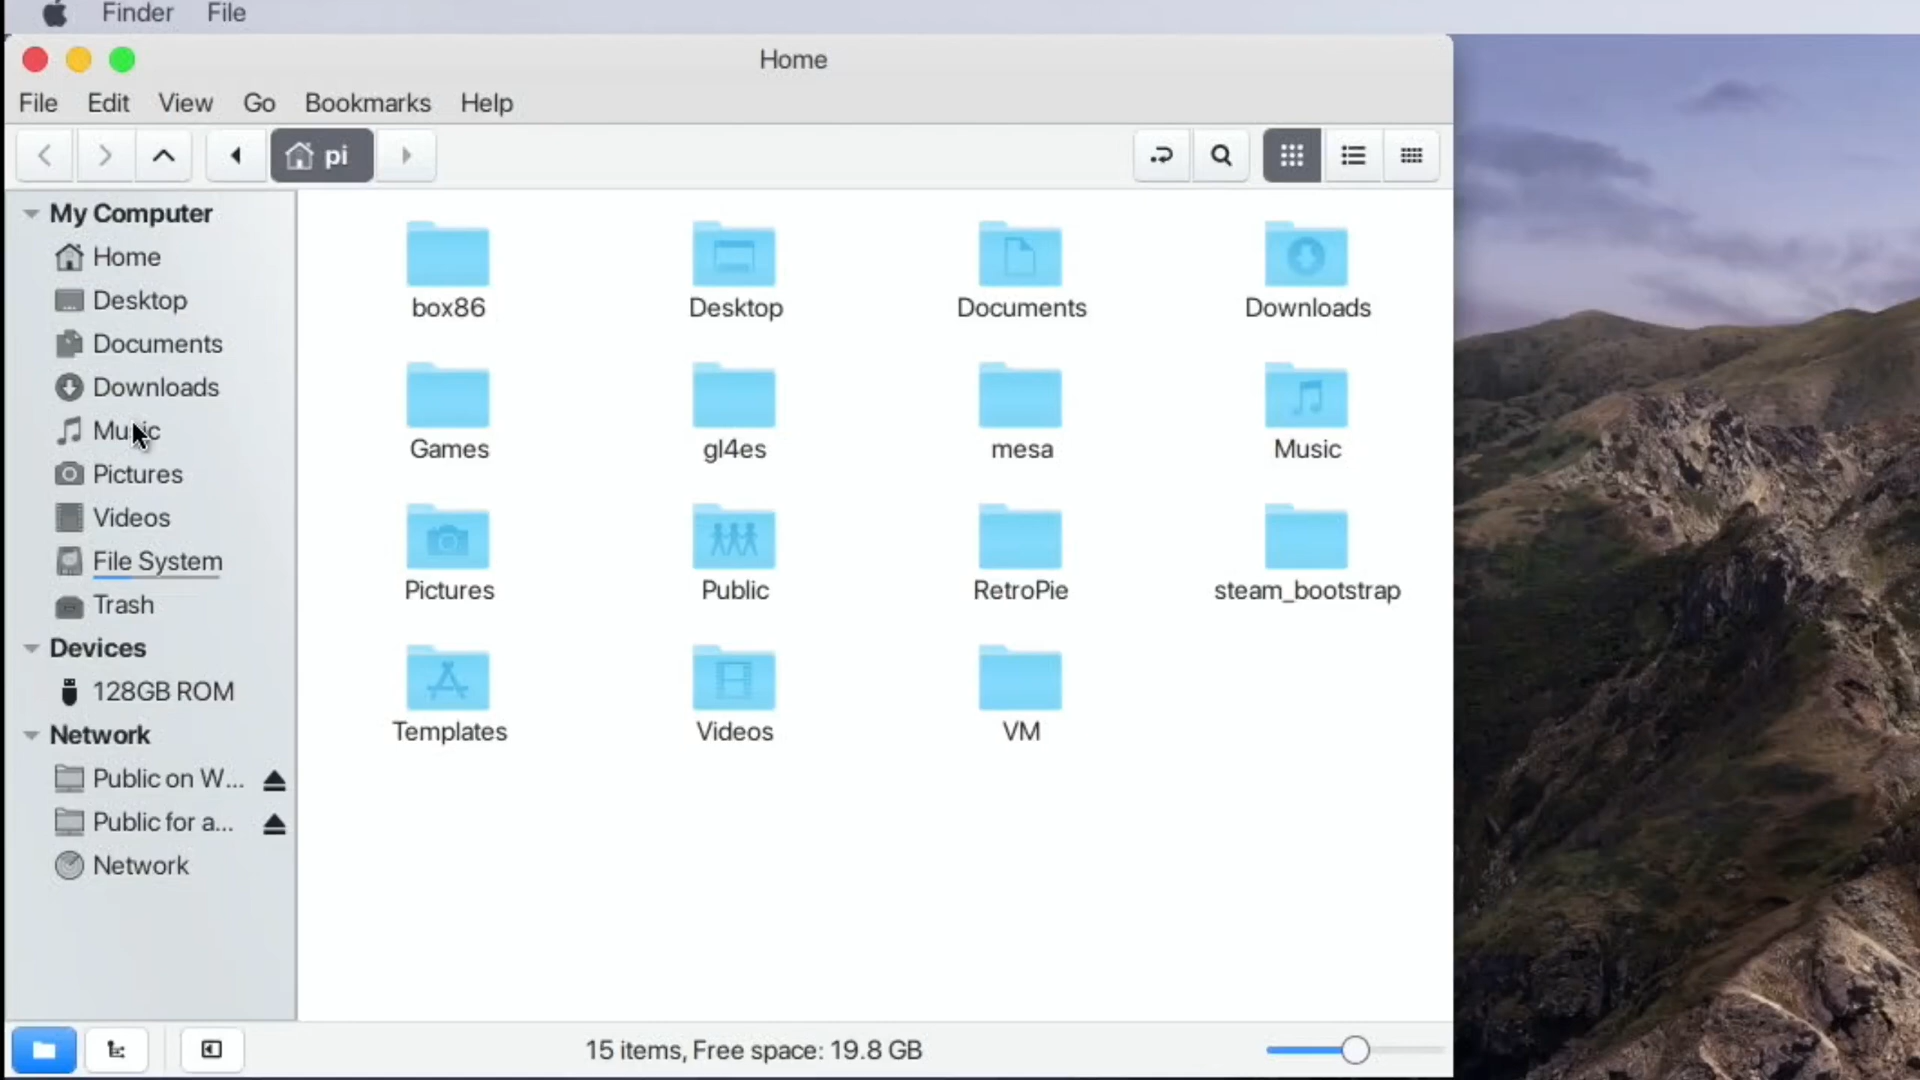 Finder File
Home
File Edit View Go Bookmarks Help
pi
My Computer
Home
Desktop
Documents
Downloads
Music
Pictures
Videos
File System
Trash
Devices
128GB ROM
Network
Public on W...
Public for a...
Network
box86 Desktop Documents Downloads
Games gl4es mesa Music
Pictures Public RetroPie steam_bootstrap
Templates Videos VM
15 items, Free space: 19.8 GB